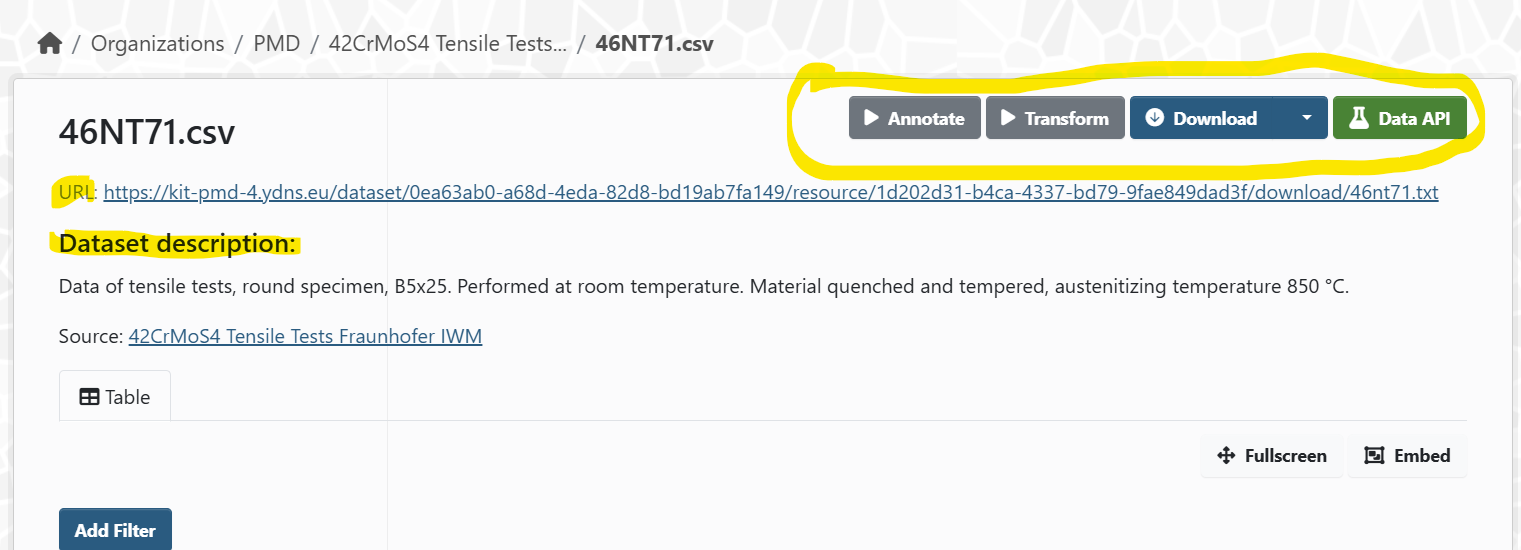 / Organizations / PMD / 42CrMoS4 Tensile Tests... / 46NT71.csv
Annotate Transform Download Data API
46NT71.csv
URL: https://kit-pmd-4.ydns.eu/dataset/0ea63ab0-a68d-4eda-82d8-bd19ab7fa149/resource/1d202d31-b4ca-4337-bd79-9fae849dad3f/download/46nt71.txt
Dataset description:
Data of tensile tests, round specimen, B5x25. Performed at room temperature. Material quenched and tempered, austenitizing temperature 850 °C.
Source: 42CrMoS4 Tensile Tests Fraunhofer IWM
Table
Fullscreen Embed
Add Filter